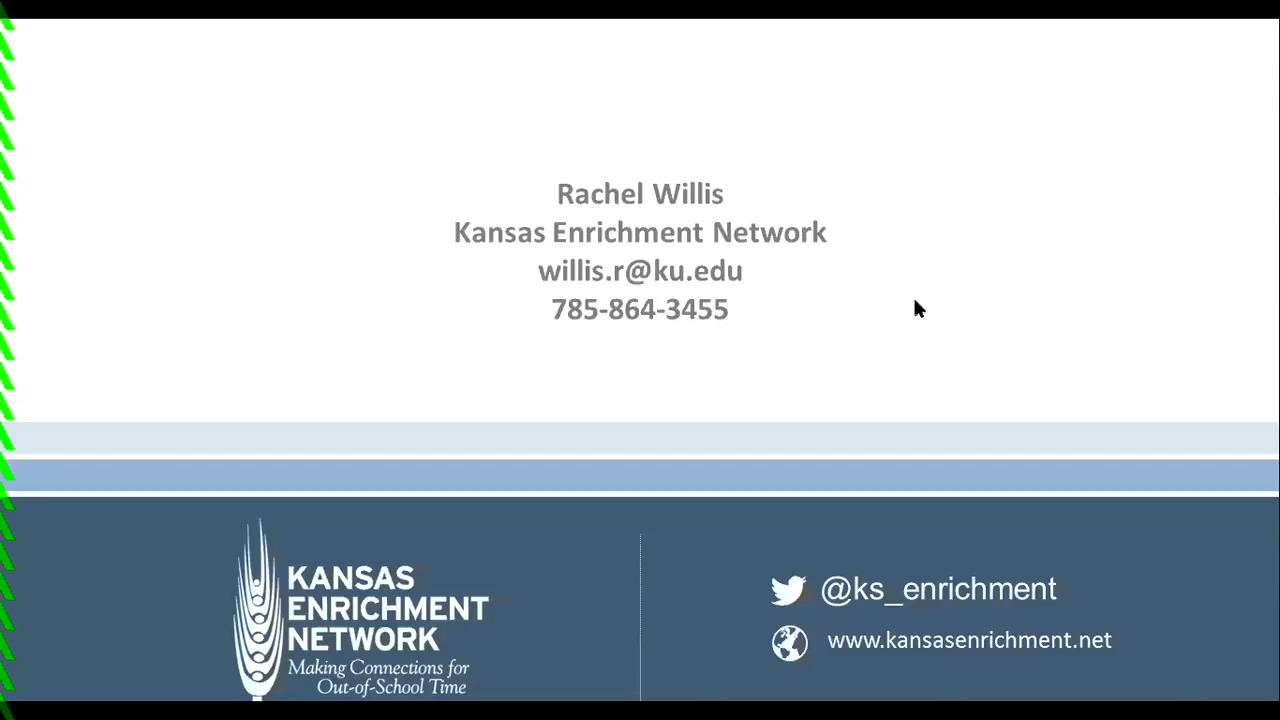 Rachel Willis
Kansas Enrichment Network
willis.r@ku.edu
785-864-3455
KANSAS
ENRICHMENT
NETWORK
Making Connections for
Out-of-School Time
@ks_enrichment
www.kansasenrichment.net